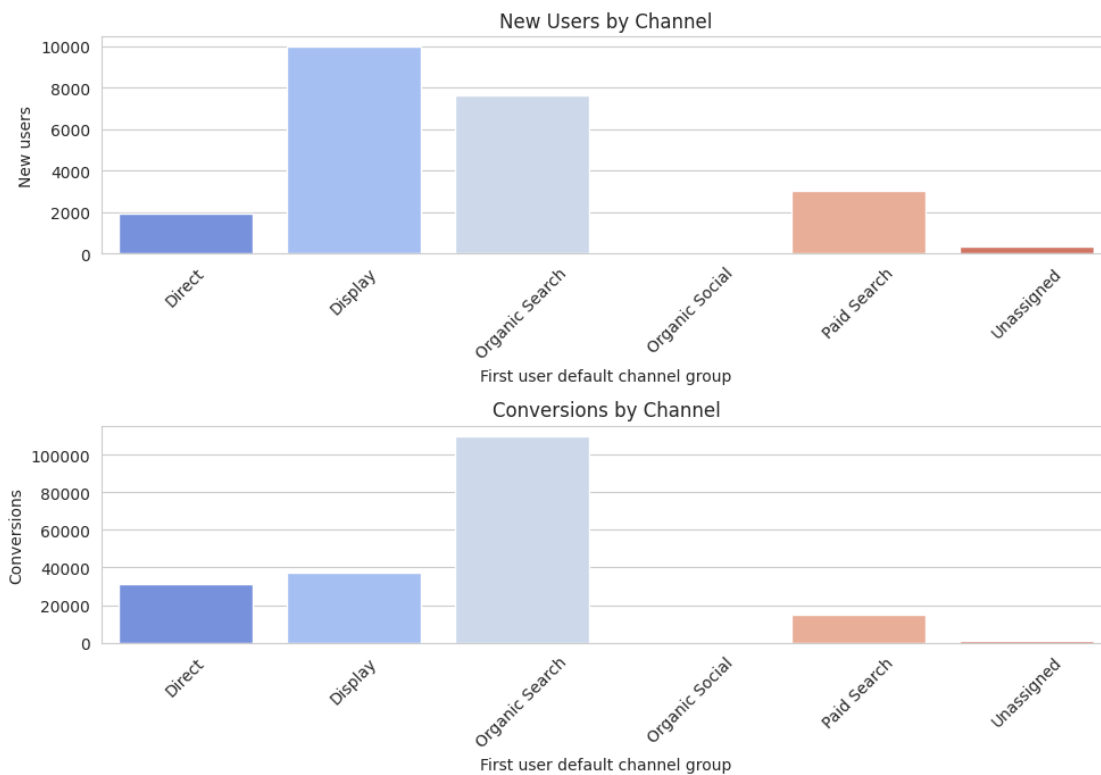 New Users by Channel
10000
8000
6000
4000
2000
0
New users
Direct
Display
Organic Search
Organic Social
Paid Search
Unassigned
First user default channel group
Conversions by Channel
100000
80000
60000
40000
20000
0
Conversions
Direct
Display
Organic Search
Organic Social
Paid Search
Unassigned
First user default channel group